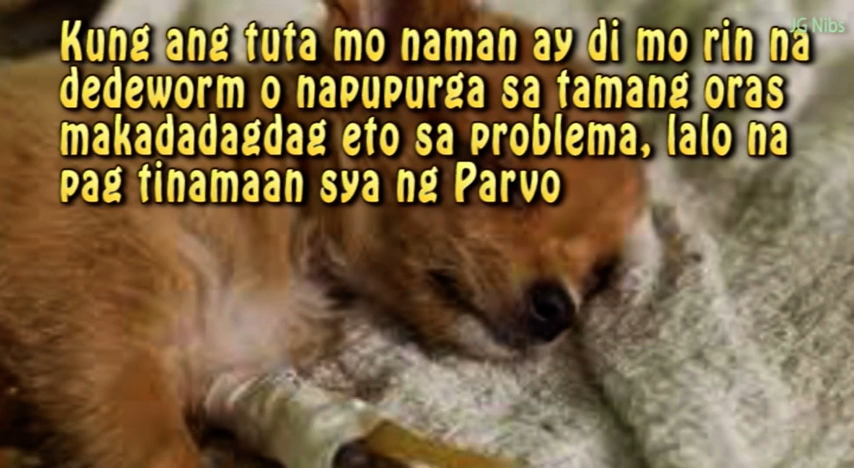 JG Nibs
Kung ang tuta mo naman ay di mo rin na
dedeworm o napupurga sa tamang oras
makadadagdag eto sa problema, lalo na
pag tinamaan sya ng Parvo